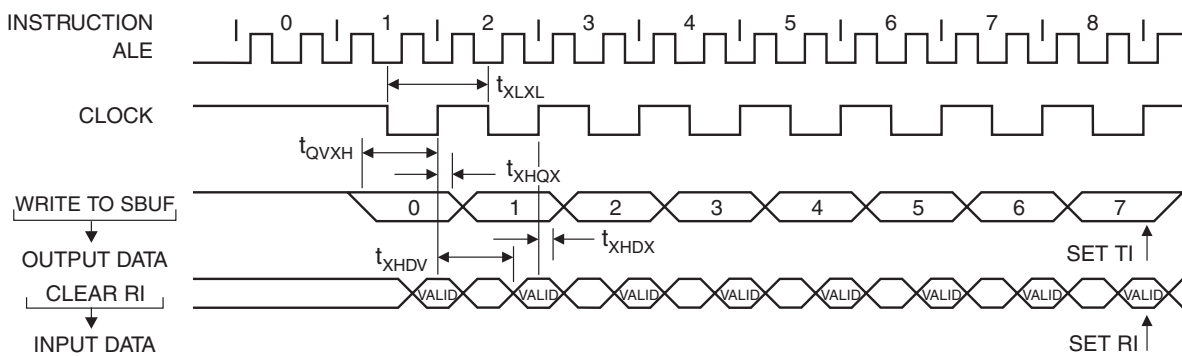 INSTRUCTION 0 1 2 3 4 5 6 7 8
ALE
tXLXL
CLOCK
tQVXH
tXHQX
WRITE TO SBUF 0 1 2 3 4 5 6 7
tXHDX
SET TI
OUTPUT DATA
tXHDV
CLEAR RI VALID VALID VALID VALID VALID VALID VALID VALID
INPUT DATA
SET RI